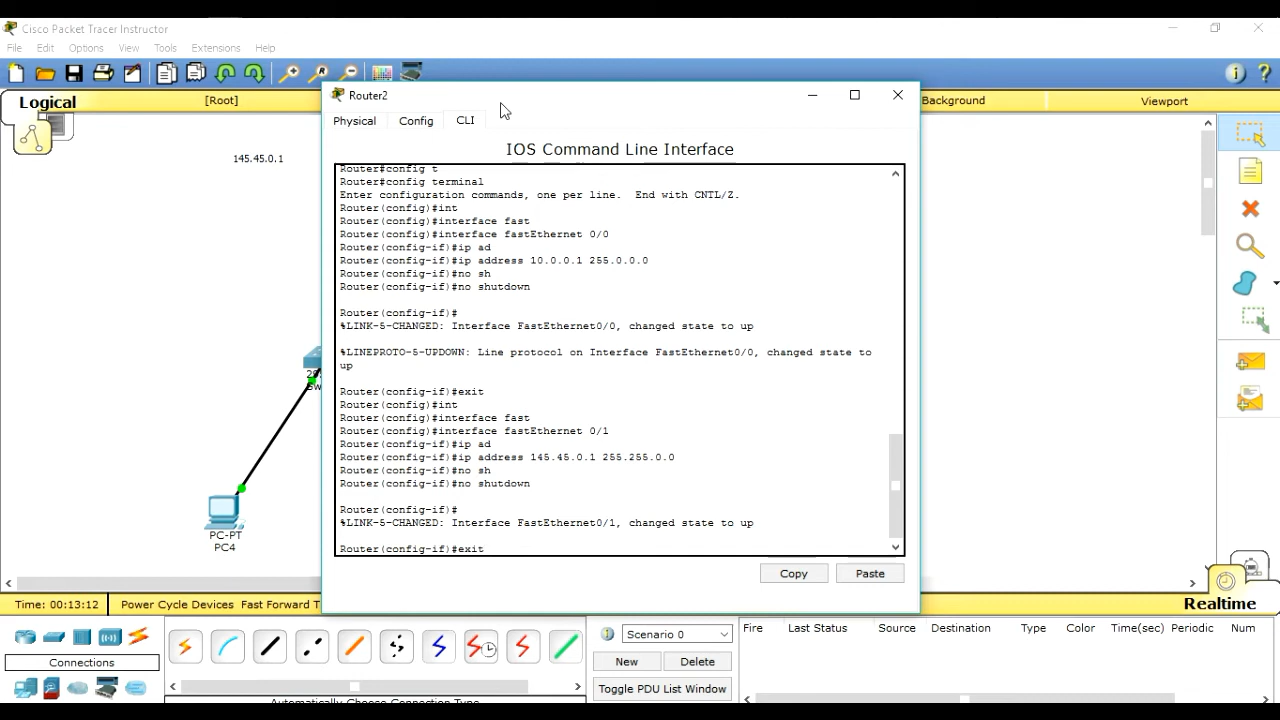 Cisco Packet Tracer Instructor
File Edit Options View Tools Extensions Help
Logical
[Root]
Background
Viewport
145.45.0.1
PC-PT
PC4
Router2
Physical Config CLI
IOS Command Line Interface
Router#config t
Router#config terminal
Enter configuration commands, one per line.  End with CNTL/Z.
Router(config)#int
Router(config)#interface fast
Router(config)#interface fastEthernet 0/0
Router(config-if)#ip ad
Router(config-if)#ip address 10.0.0.1 255.0.0.0
Router(config-if)#no sh
Router(config-if)#no shutdown
Router(config-if)#
%LINK-5-CHANGED: Interface FastEthernet0/0, changed state to up
%LINEPROTO-5-UPDOWN: Line protocol on Interface FastEthernet0/0, changed state to
up
Router(config-if)#exit
Router(config)#int
Router(config)#interface fast
Router(config)#interface fastEthernet 0/1
Router(config-if)#ip ad
Router(config-if)#ip address 145.45.0.1 255.255.0.0
Router(config-if)#no sh
Router(config-if)#no shutdown
Router(config-if)#
%LINK-5-CHANGED: Interface FastEthernet0/1, changed state to up
Router(config-if)#exit
Copy Paste
Time: 00:13:12 Power Cycle Devices Fast Forward T
Realtime
Connections
Automatically Choose Connection Type
Scenario 0
New Delete
Toggle PDU List Window
Fire Last Status Source Destination Type Color Time(sec) Periodic Num